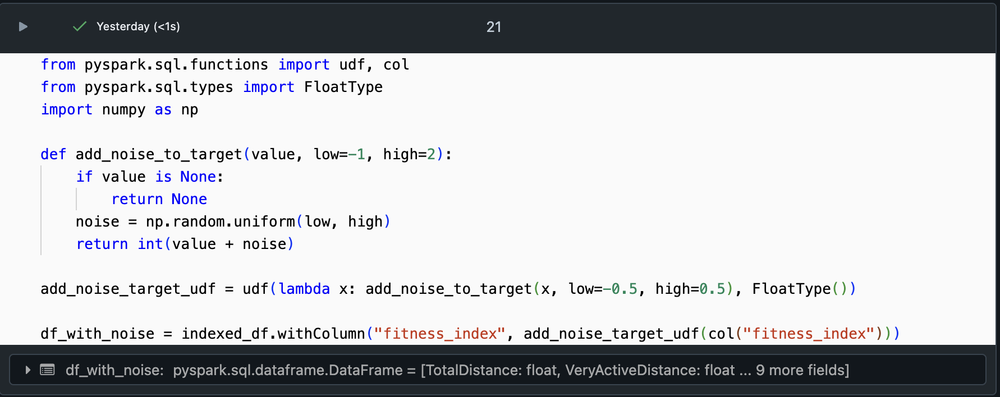 Yesterday (<1s)
21
from pyspark.sql.functions import udf, col
from pyspark.sql.types import FloatType
import numpy as np

def add_noise_to_target(value, low=-1, high=2):
    if value is None:
        return None
    noise = np.random.uniform(low, high)
    return int(value + noise)

add_noise_target_udf = udf(lambda x: add_noise_to_target(x, low=-0.5, high=0.5), FloatType())

df_with_noise = indexed_df.withColumn("fitness_index", add_noise_target_udf(col("fitness_index")))
df_with_noise: pyspark.sql.dataframe.DataFrame = [TotalDistance: float, VeryActiveDistance: float ... 9 more fields]